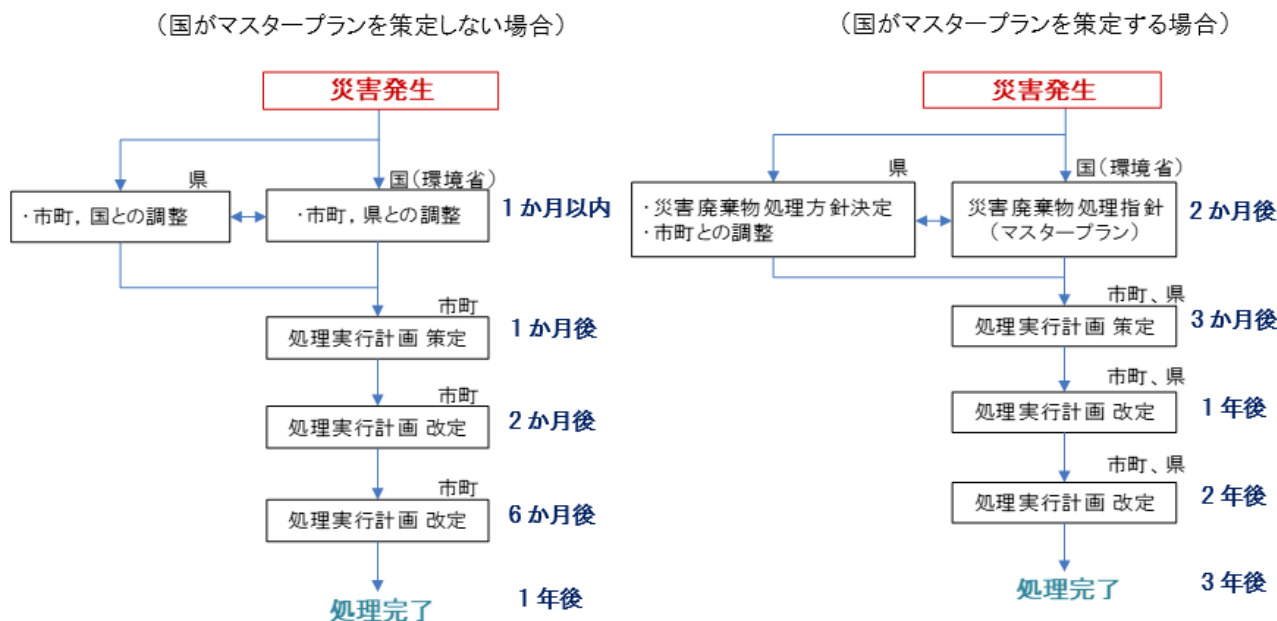 （国がマスタープランを策定しない場合）
災害発生
県
・市町，国との調整
国（環境省）
・市町，県との調整
1か月以内
市町
処理実行計画 策定
1か月後
市町
処理実行計画 改定
2か月後
市町
処理実行計画 改定
6か月後
処理完了
1年後
（国がマスタープランを策定する場合）
災害発生
県
・災害廃棄物処理方針決定
・市町との調整
国（環境省）
災害廃棄物処理指針
（マスタープラン）
2か月後
市町、県
処理実行計画 策定
3か月後
市町、県
処理実行計画 改定
1年後
市町、県
処理実行計画 改定
2年後
処理完了
3年後